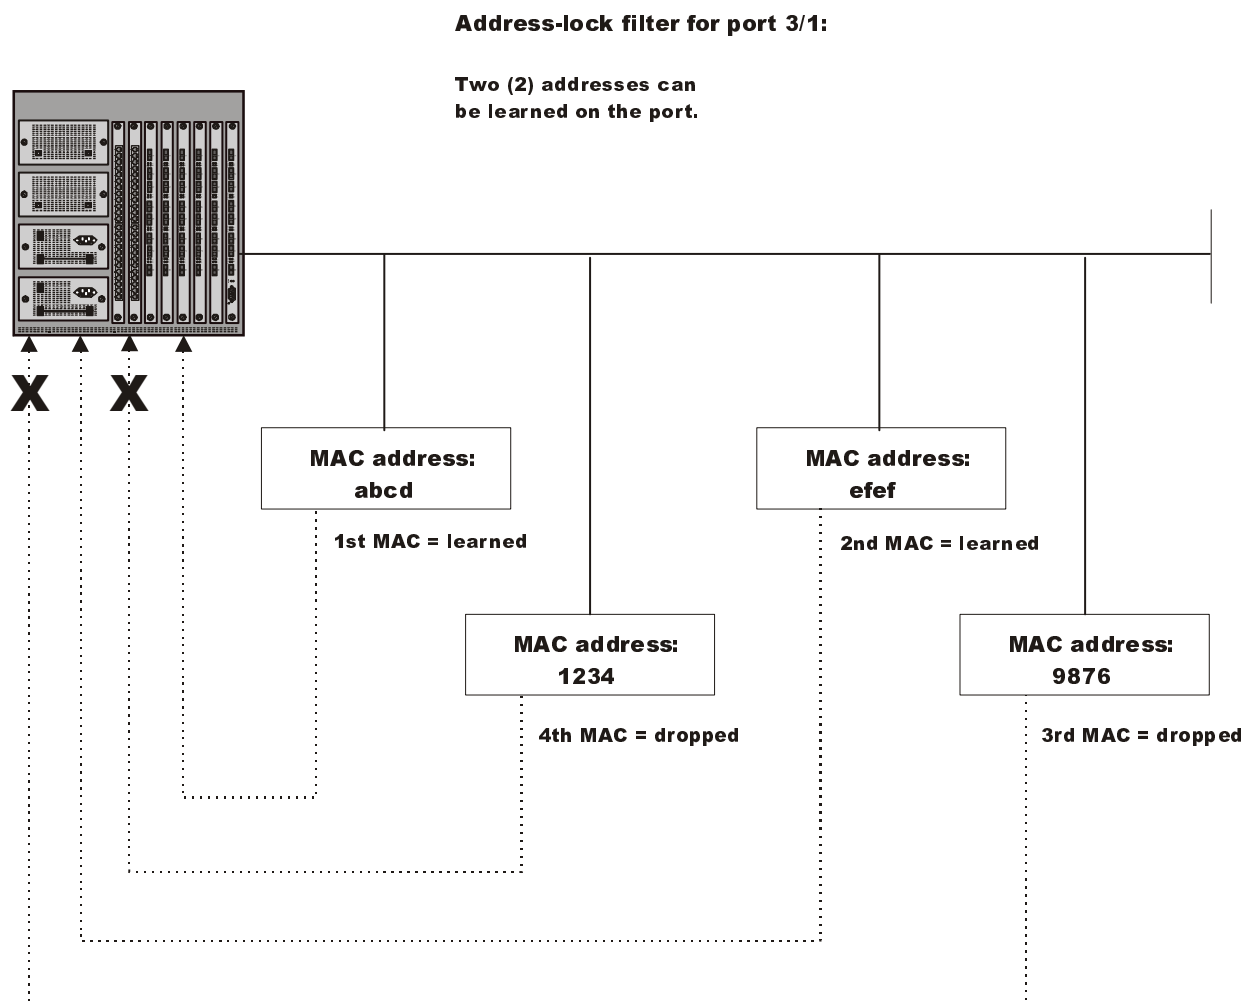 Address-lock filter for port 3/1:
Two (2) addresses can
be learned on the port.
MAC address:
abcd
1st MAC = learned
MAC address:
efef
2nd MAC = learned
MAC address:
1234
4th MAC = dropped
MAC address:
9876
3rd MAC = dropped
X
X